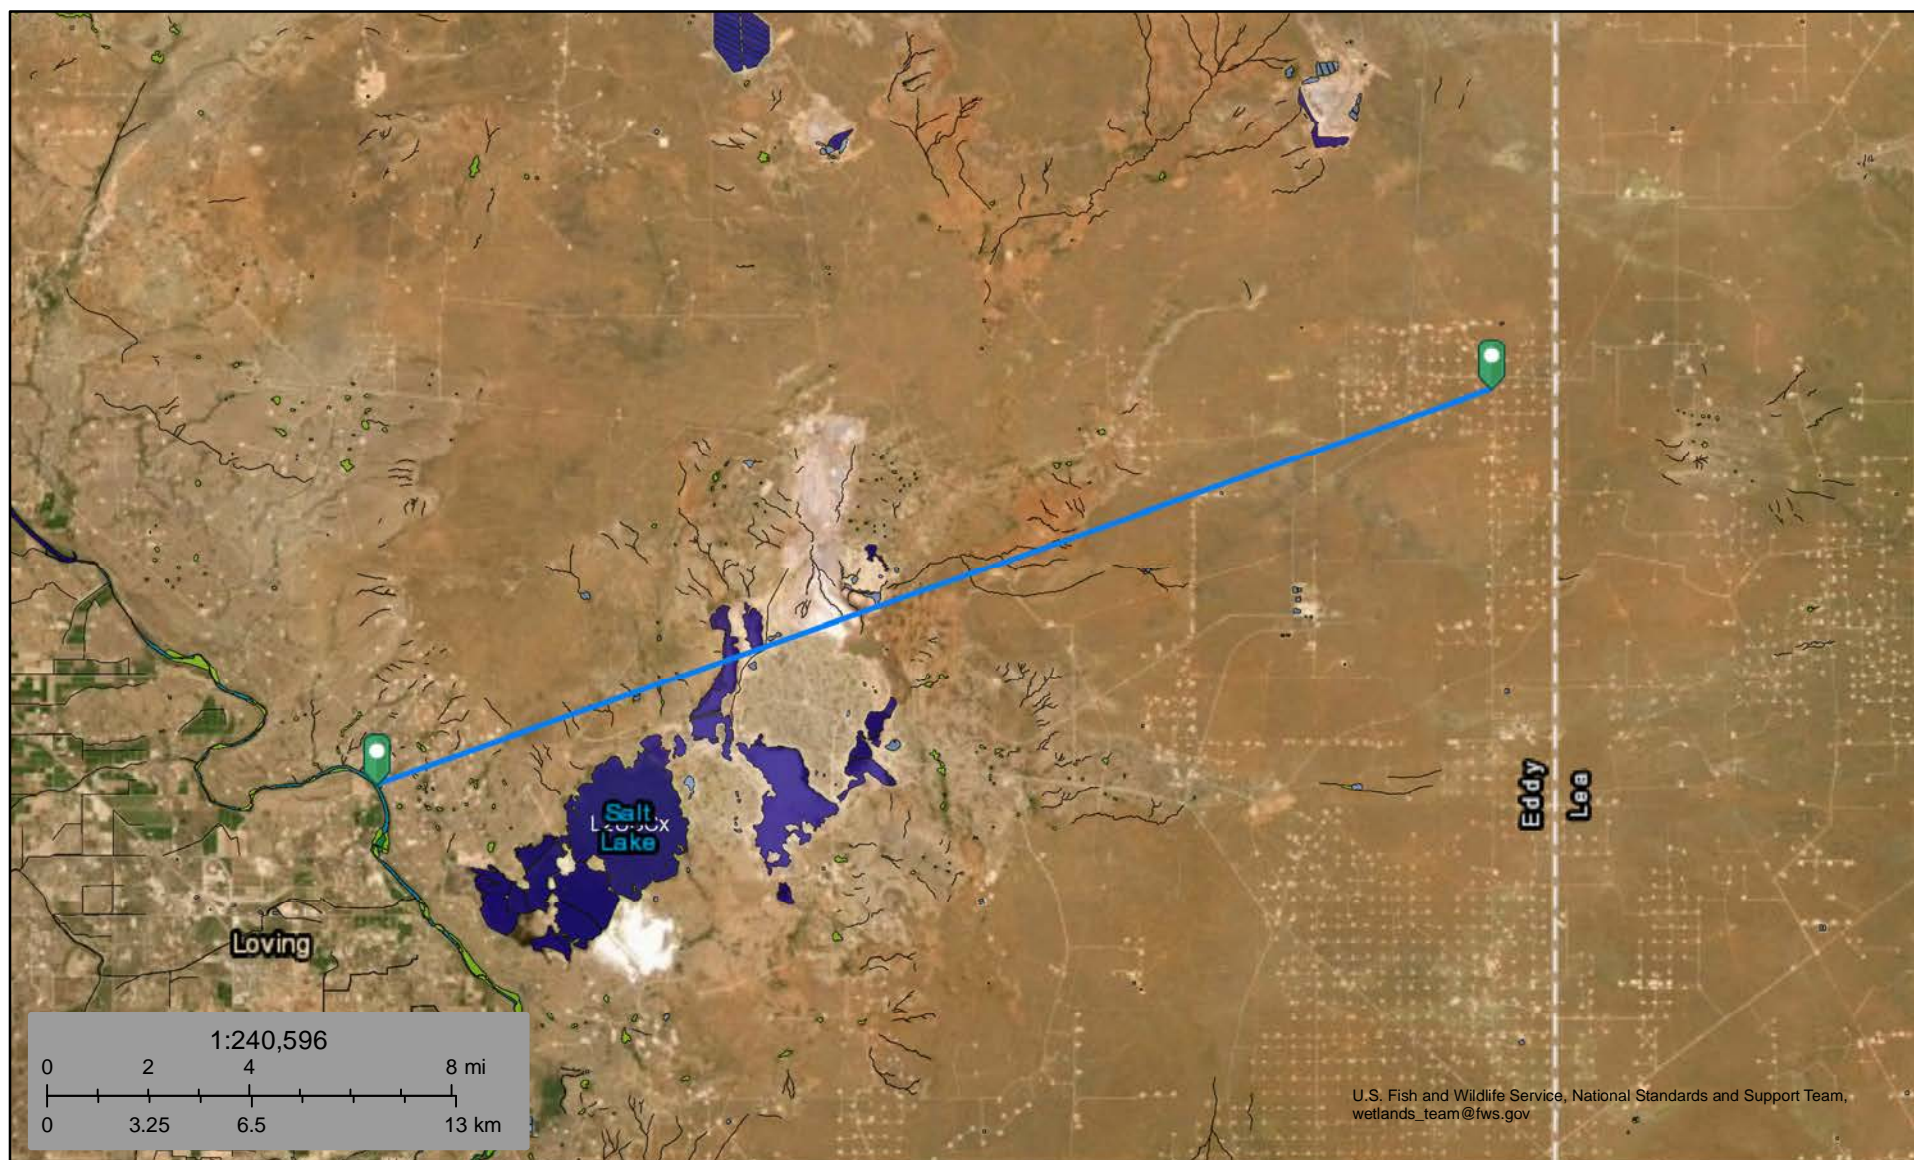 Salt
Lake
Eddy
Lea
Loving
1:240,596
0 2 4 8 mi
0 3.25 6.5 13 km
U.S. Fish and Wildlife Service, National Standards and Support Team,
wetlands_team@fws.gov